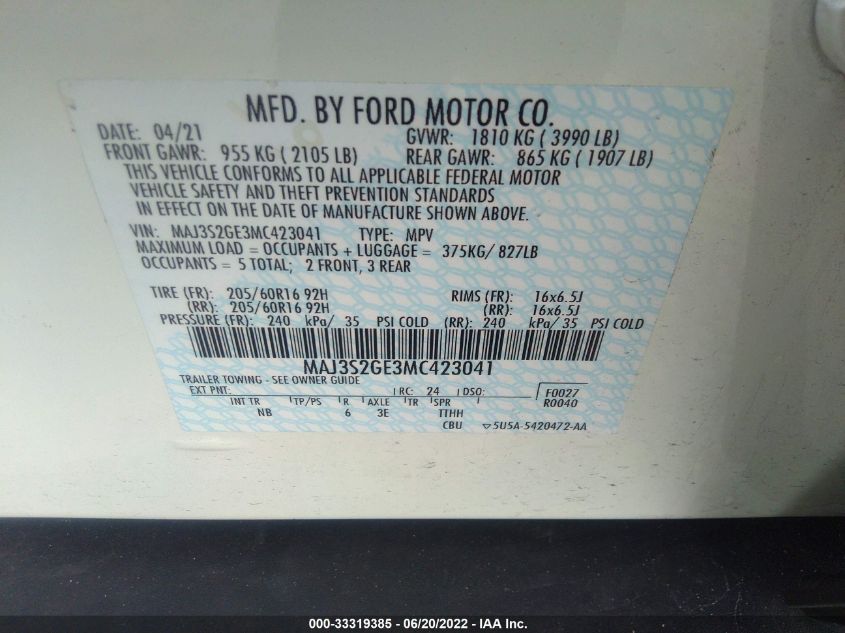 MFD. BY FORD MOTOR CO.
DATE: 04/21 GVWR: 1810 KG ( 3990 LB)
FRONT GAWR: 955 KG ( 2105 LB) REAR GAWR: 865 KG ( 1907 LB)
THIS VEHICLE CONFORMS TO ALL APPLICABLE FEDERAL MOTOR
VEHICLE SAFETY AND THEFT PREVENTION STANDARDS
IN EFFECT ON THE DATE OF MANUFACTURE SHOWN ABOVE.
VIN: MAJ3S2GE3MC423041 TYPE: MPV
MAXIMUM LOAD = OCCUPANTS + LUGGAGE = 375KG/ 827LB
OCCUPANTS = 5 TOTAL; 2 FRONT, 3 REAR
TIRE (FR): 205/60R16 92H RIMS (FR): 16x6.5J
(RR): 205/60R16 92H (RR): 16x6.5J
PRESSURE (FR): 240 kPa/ 35 PSI COLD (RR): 240 kPa/ 35 PSI COLD
MAJ3S2GE3MC423041
TRAILER TOWING - SEE OWNER GUIDE
EXT PNT: RC: 24 DSO: F0027
INT TR TP/PS R AXLE TR SPR R0040
NB 6 3E TTHH
CBU ▽5U5A-5420472-AA
000-33319385 - 06/20/2022 - IAA Inc.